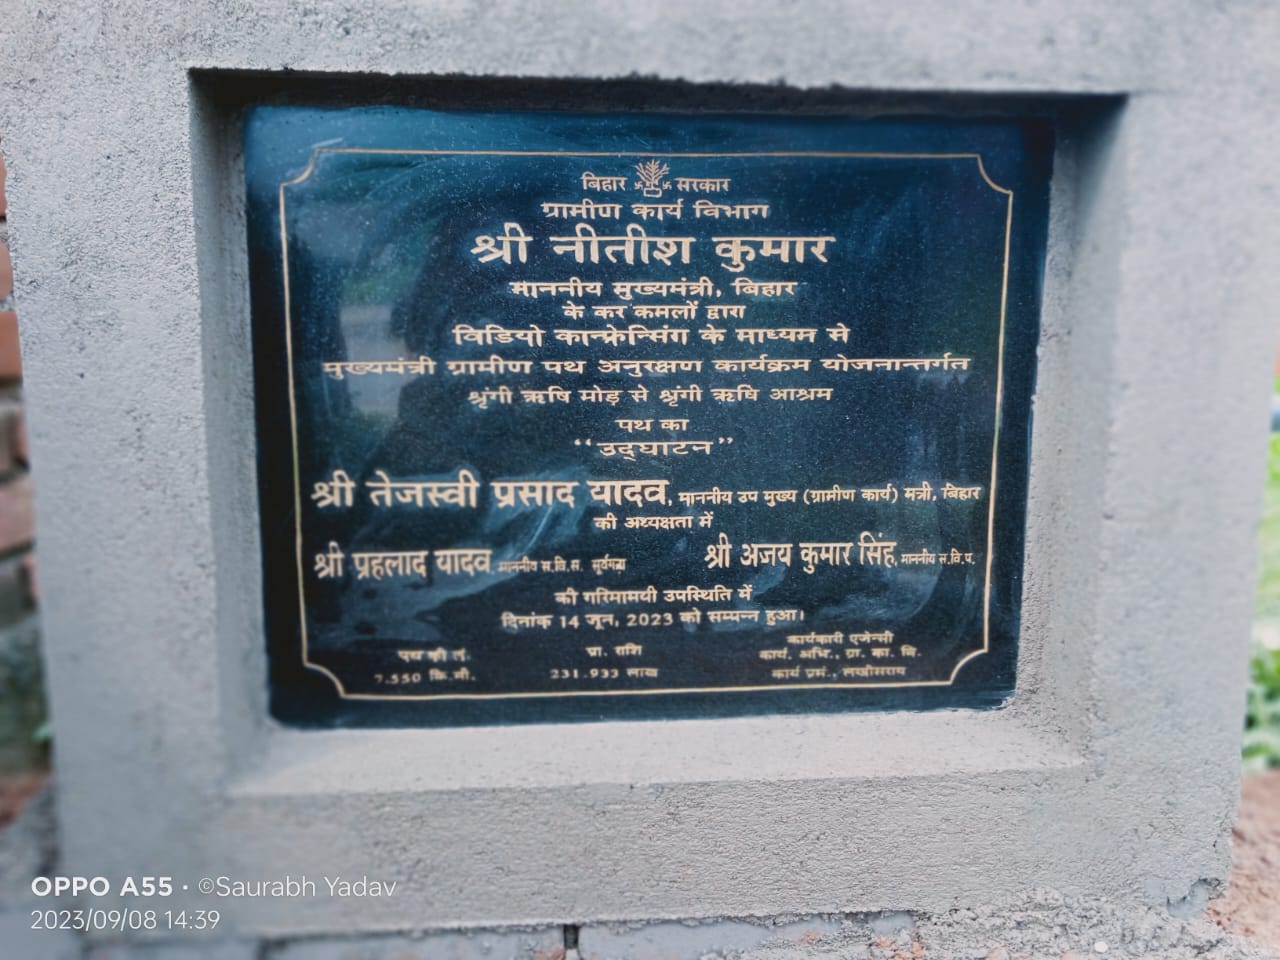 बिहार सरकार
ग्रामीण कार्य विभाग
श्री नीतीश कुमार
माननीय मुख्यमंत्री, बिहार
के कर कमलों द्वारा
विडियो कान्फ्रेन्सिंग के माध्यम से
मुख्यमंत्री ग्रामीण पथ अनुरक्षण कार्यक्रम योजनान्तर्गत
श्रृंगी ऋषि मोड़ से श्रृंगी ऋषि आश्रम
पथ का
“उद्घाटन”
श्री तेजस्वी प्रसाद यादव, माननीय उप मुख्य (ग्रामीण कार्य) मंत्री, बिहार
की अध्यक्षता में
श्री प्रहलाद यादव माननीय स.वि.स. सूर्यगढ़ा श्री अजय कुमार सिंह, माननीय स.वि.प.
की गरिमामयी उपस्थिति में
दिनांक 14 जून, 2023 को सम्पन्न हुआ।
पथ की लं. प्रा. राशि कार्यकारी एजेन्सी
कार्य. अभि., ग्रा. का. वि.
7.550 कि.मी. 231.933 लाख कार्य प्रमं., लखीसराय
OPPO A55 · ©Saurabh Yadav
2023/09/08 14:39